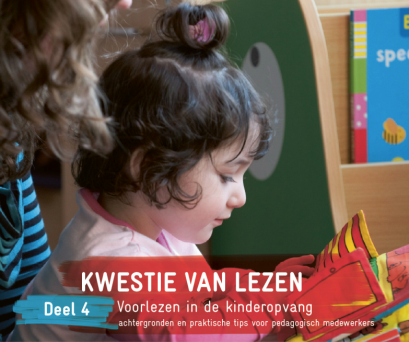 spe
KWESTIE VAN LEZEN
Deel 4
Voorlezen in de kinderopvang
achtergronden en praktische tips voor pedagogisch medewerkers